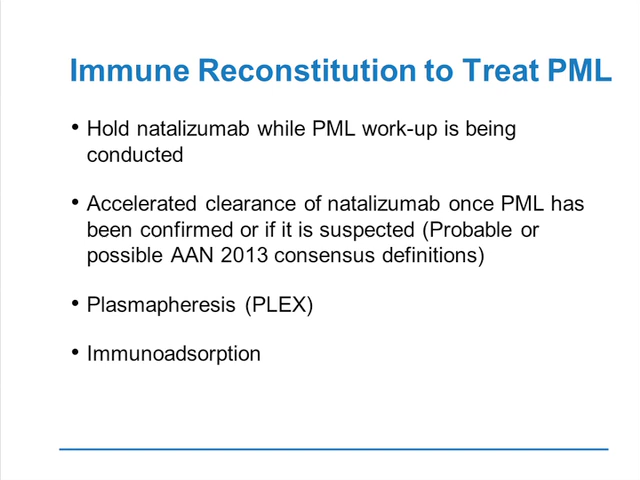 Immune Reconstitution to Treat PML
• Hold natalizumab while PML work-up is being
conducted
• Accelerated clearance of natalizumab once PML has
been confirmed or if it is suspected (Probable or
possible AAN 2013 consensus definitions)
• Plasmapheresis (PLEX)
• Immunoadsorption